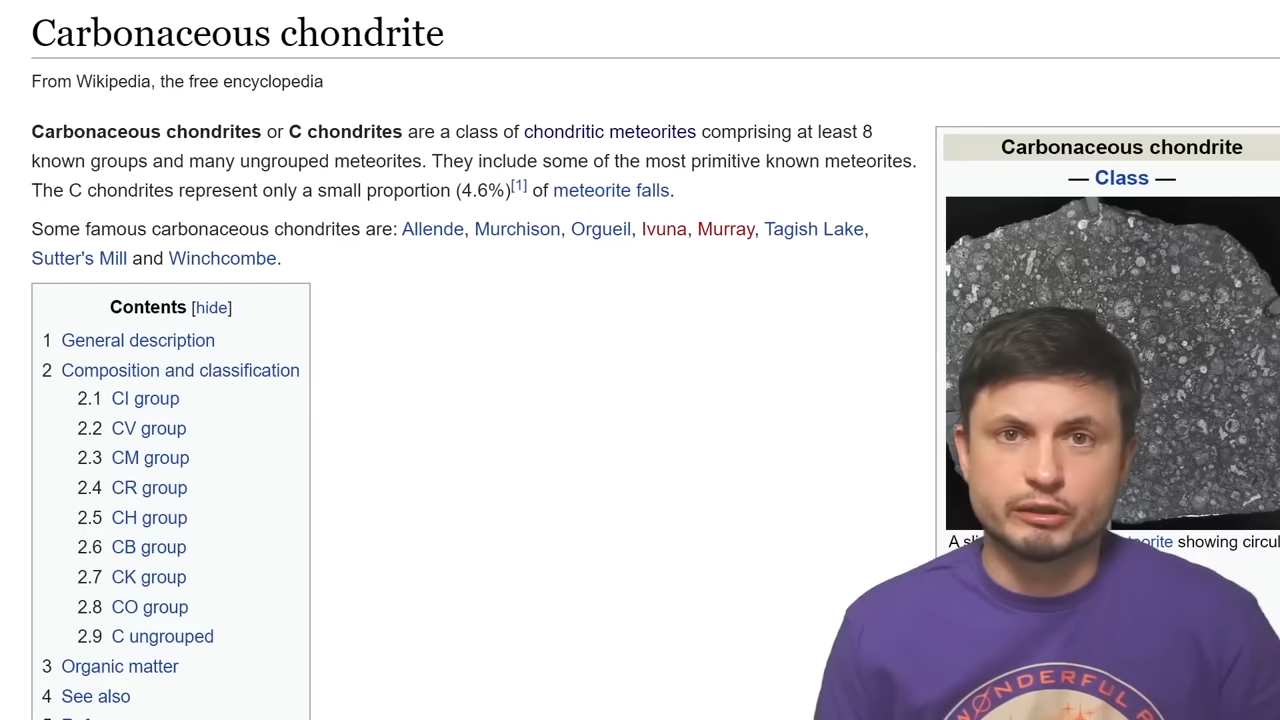 Carbonaceous chondrite
From Wikipedia, the free encyclopedia
Carbonaceous chondrites or C chondrites are a class of chondritic meteorites comprising at least 8
known groups and many ungrouped meteorites. They include some of the most primitive known meteorites.
The C chondrites represent only a small proportion (4.6%)[1] of meteorite falls.
Some famous carbonaceous chondrites are: Allende, Murchison, Orgueil, Ivuna, Murray, Tagish Lake,
Sutter's Mill and Winchcombe.
Contents [hide]
1 General description
2 Composition and classification
2.1 CI group
2.2 CV group
2.3 CM group
2.4 CR group
2.5 CH group
2.6 CB group
2.7 CK group
2.8 CO group
2.9 C ungrouped
3 Organic matter
4 See also
Carbonaceous chondrite
— Class —
A showing
WONDERFUL